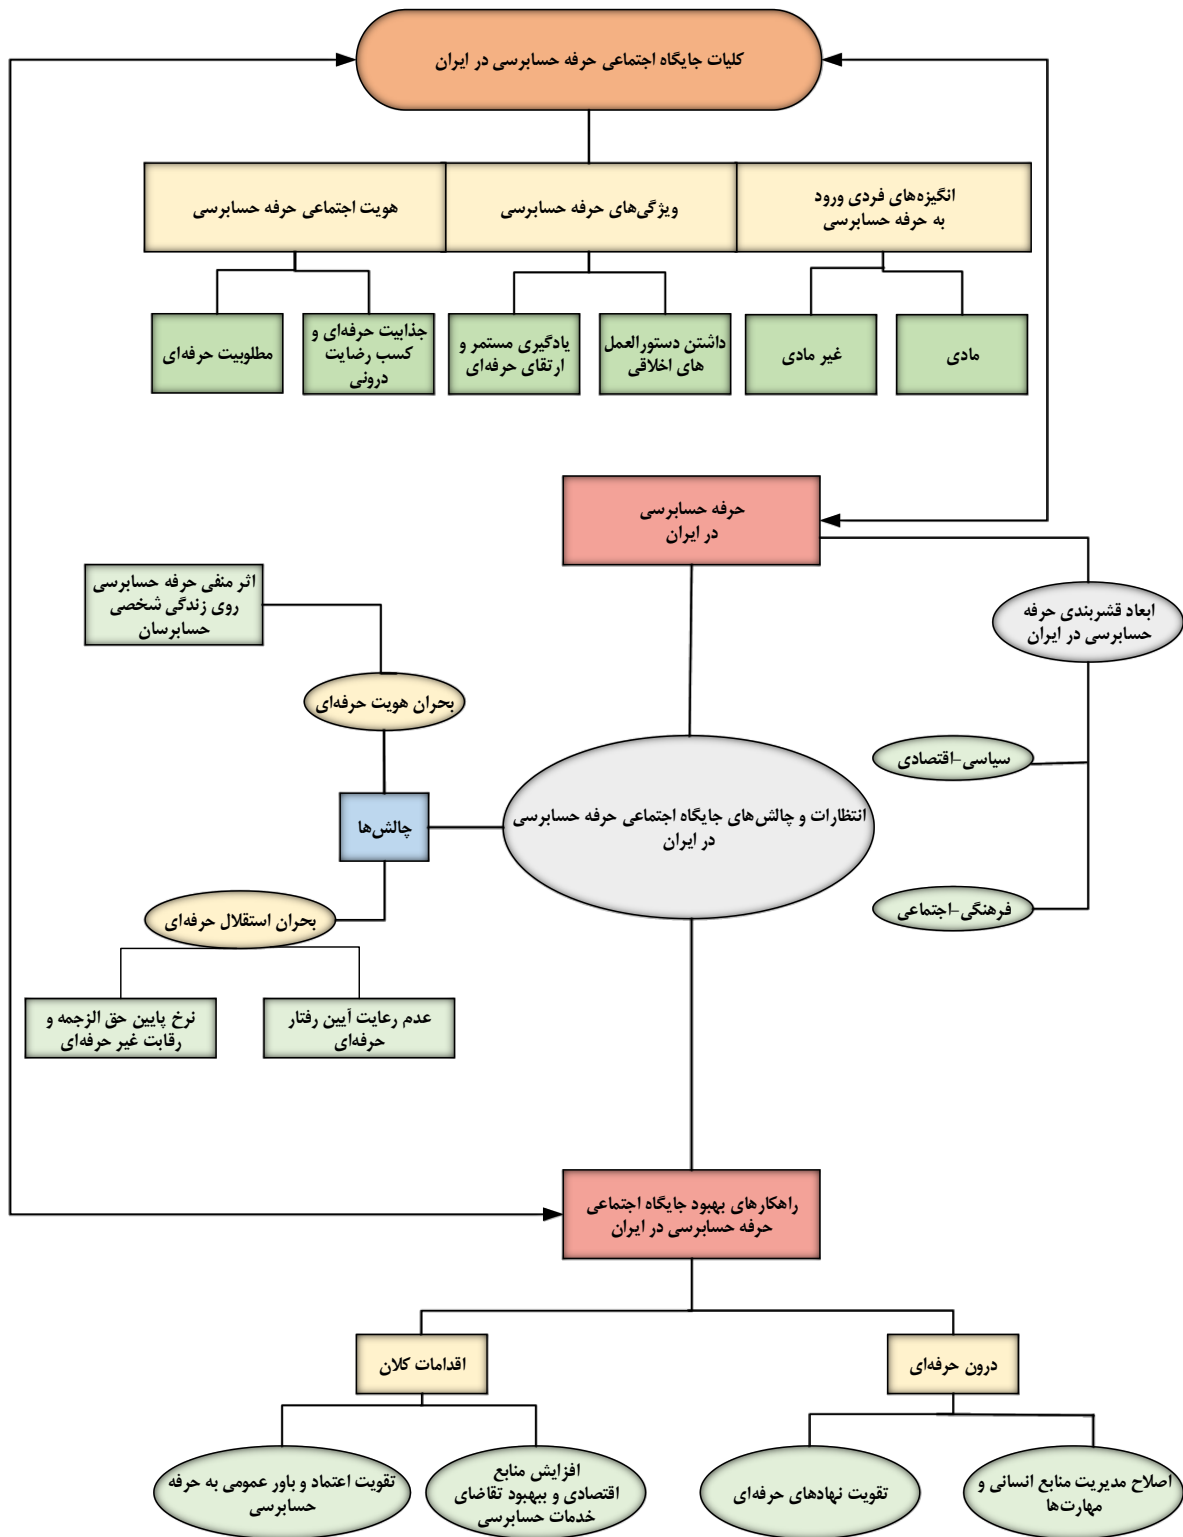 کلیات جایگاه اجتماعی حرفه حسابرسی در ایران
انگیزه‌های فردی ورود
به حرفه حسابرسی
ویژگی‌های حرفه حسابرسی
هویت اجتماعی حرفه حسابرسی
مادی
غیر مادی
داشتن دستورالعمل
های اخلاقی
یادگیری مستمر و
ارتقای حرفه‌ای
جذابیت حرفه‌ای و
کسب رضایت
درونی
مطلوبیت حرفه‌ای
حرفه حسابرسی
در ایران
ابعاد قشربندی حرفه
حسابرسی در ایران
سیاسی-اقتصادی
فرهنگی-اجتماعی
اثر منفی حرفه حسابرسی
روی زندگی شخصی
حسابرسان
بحران هویت حرفه‌ای
انتظارات و چالش‌های جایگاه اجتماعی حرفه حسابرسی
در ایران
چالش‌ها
بحران استقلال حرفه‌ای
عدم رعایت آیین رفتار
حرفه‌ای
نرخ پایین حق الزجمه و
رقابت غیر حرفه‌ای
راهکارهای بهبود جایگاه اجتماعی
حرفه حسابرسی در ایران
درون حرفه‌ای
اقدامات کلان
اصلاح مدیریت منابع انسانی و
مهارت‌ها
تقویت نهادهای حرفه‌ای
افزایش منابع
اقتصادی و ببهبود تقاضای
خدمات حسابرسی
تقویت اعتماد و باور عمومی به حرفه
حسابرسی